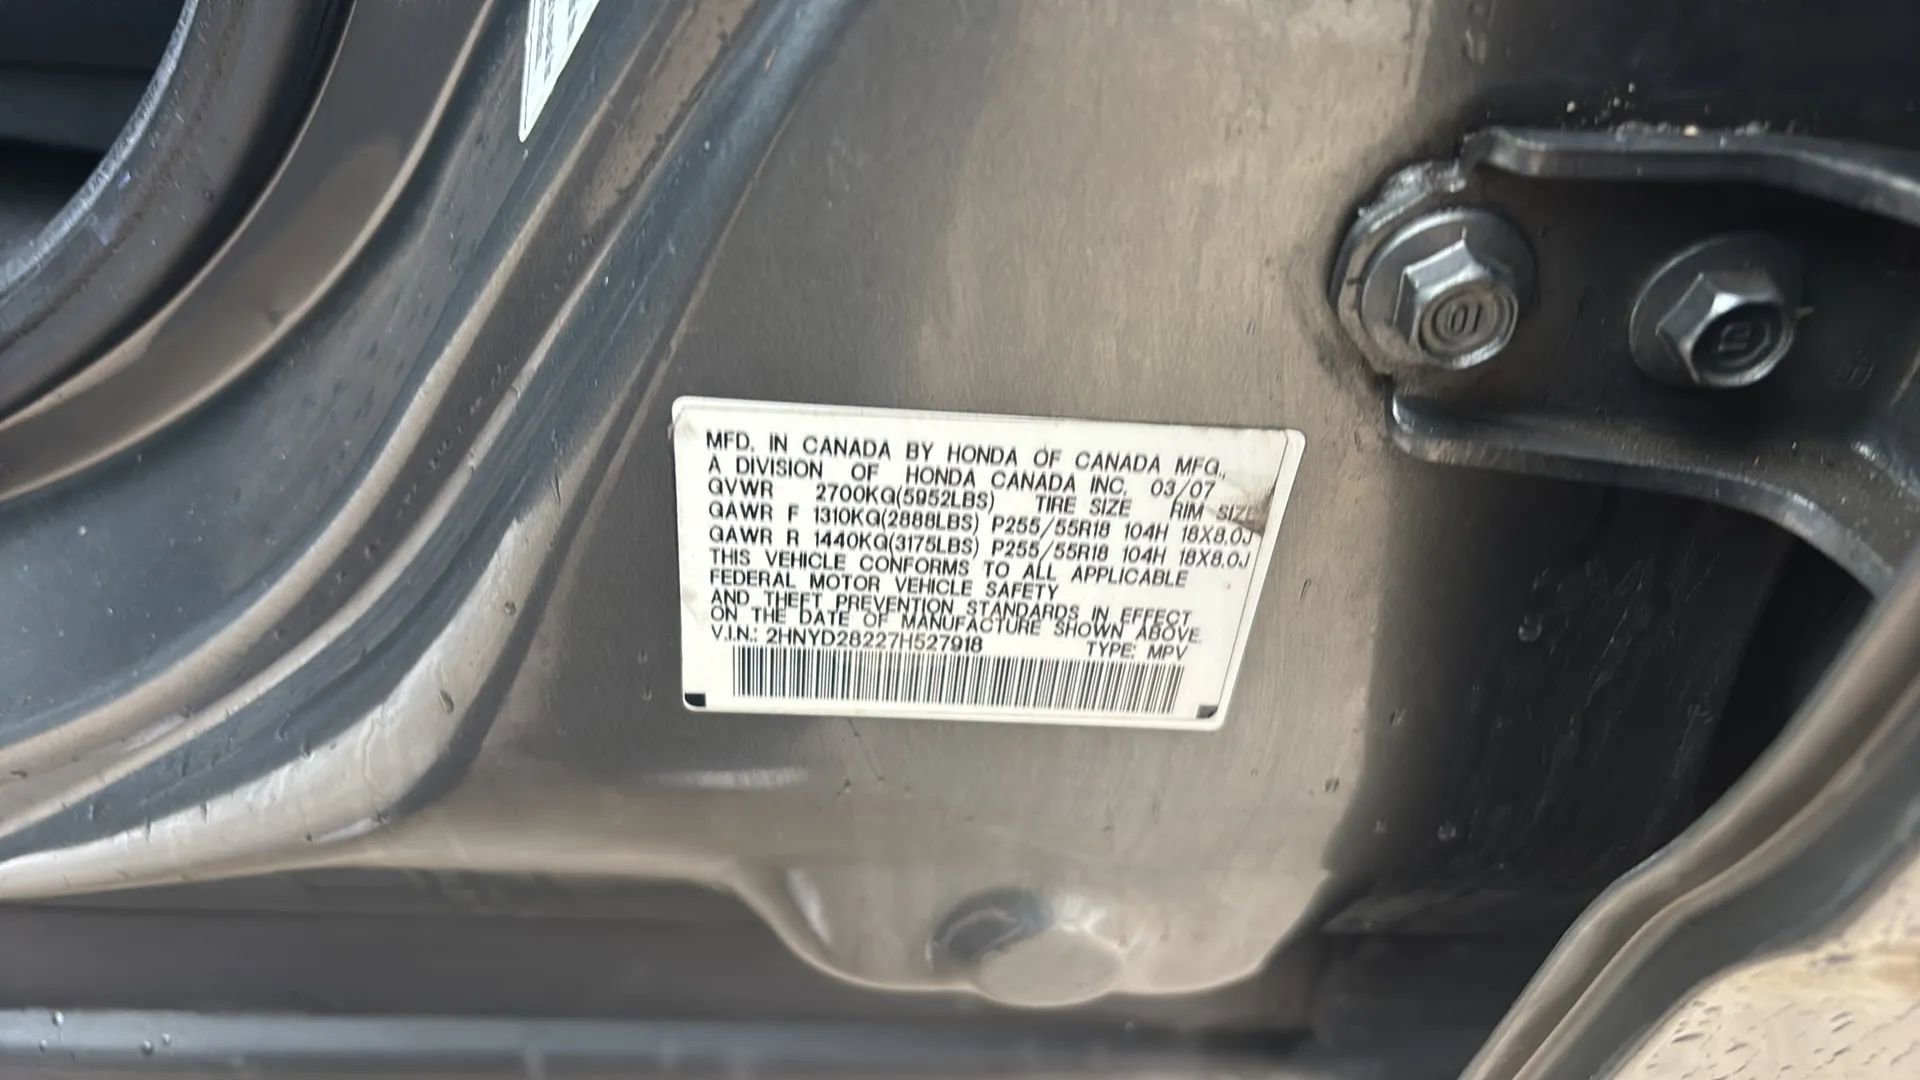 MFD. IN CANADA BY HONDA OF CANADA MFG.,
A DIVISION OF HONDA CANADA INC. 03/07
GVWR 2700KG(5952LBS) TIRE SIZE RIM SIZE
GAWR F 1310KG(2888LBS) P255/55R18 104H 18X8.0J
GAWR R 1440KG(3175LBS) P255/55R18 104H 18X8.0J
THIS VEHICLE CONFORMS TO ALL APPLICABLE
FEDERAL MOTOR VEHICLE SAFETY
AND THEFT PREVENTION STANDARDS IN EFFECT
ON THE DATE OF MANUFACTURE SHOWN ABOVE.
V.I.N.: 2HNYD28227H527918 TYPE: MPV
10